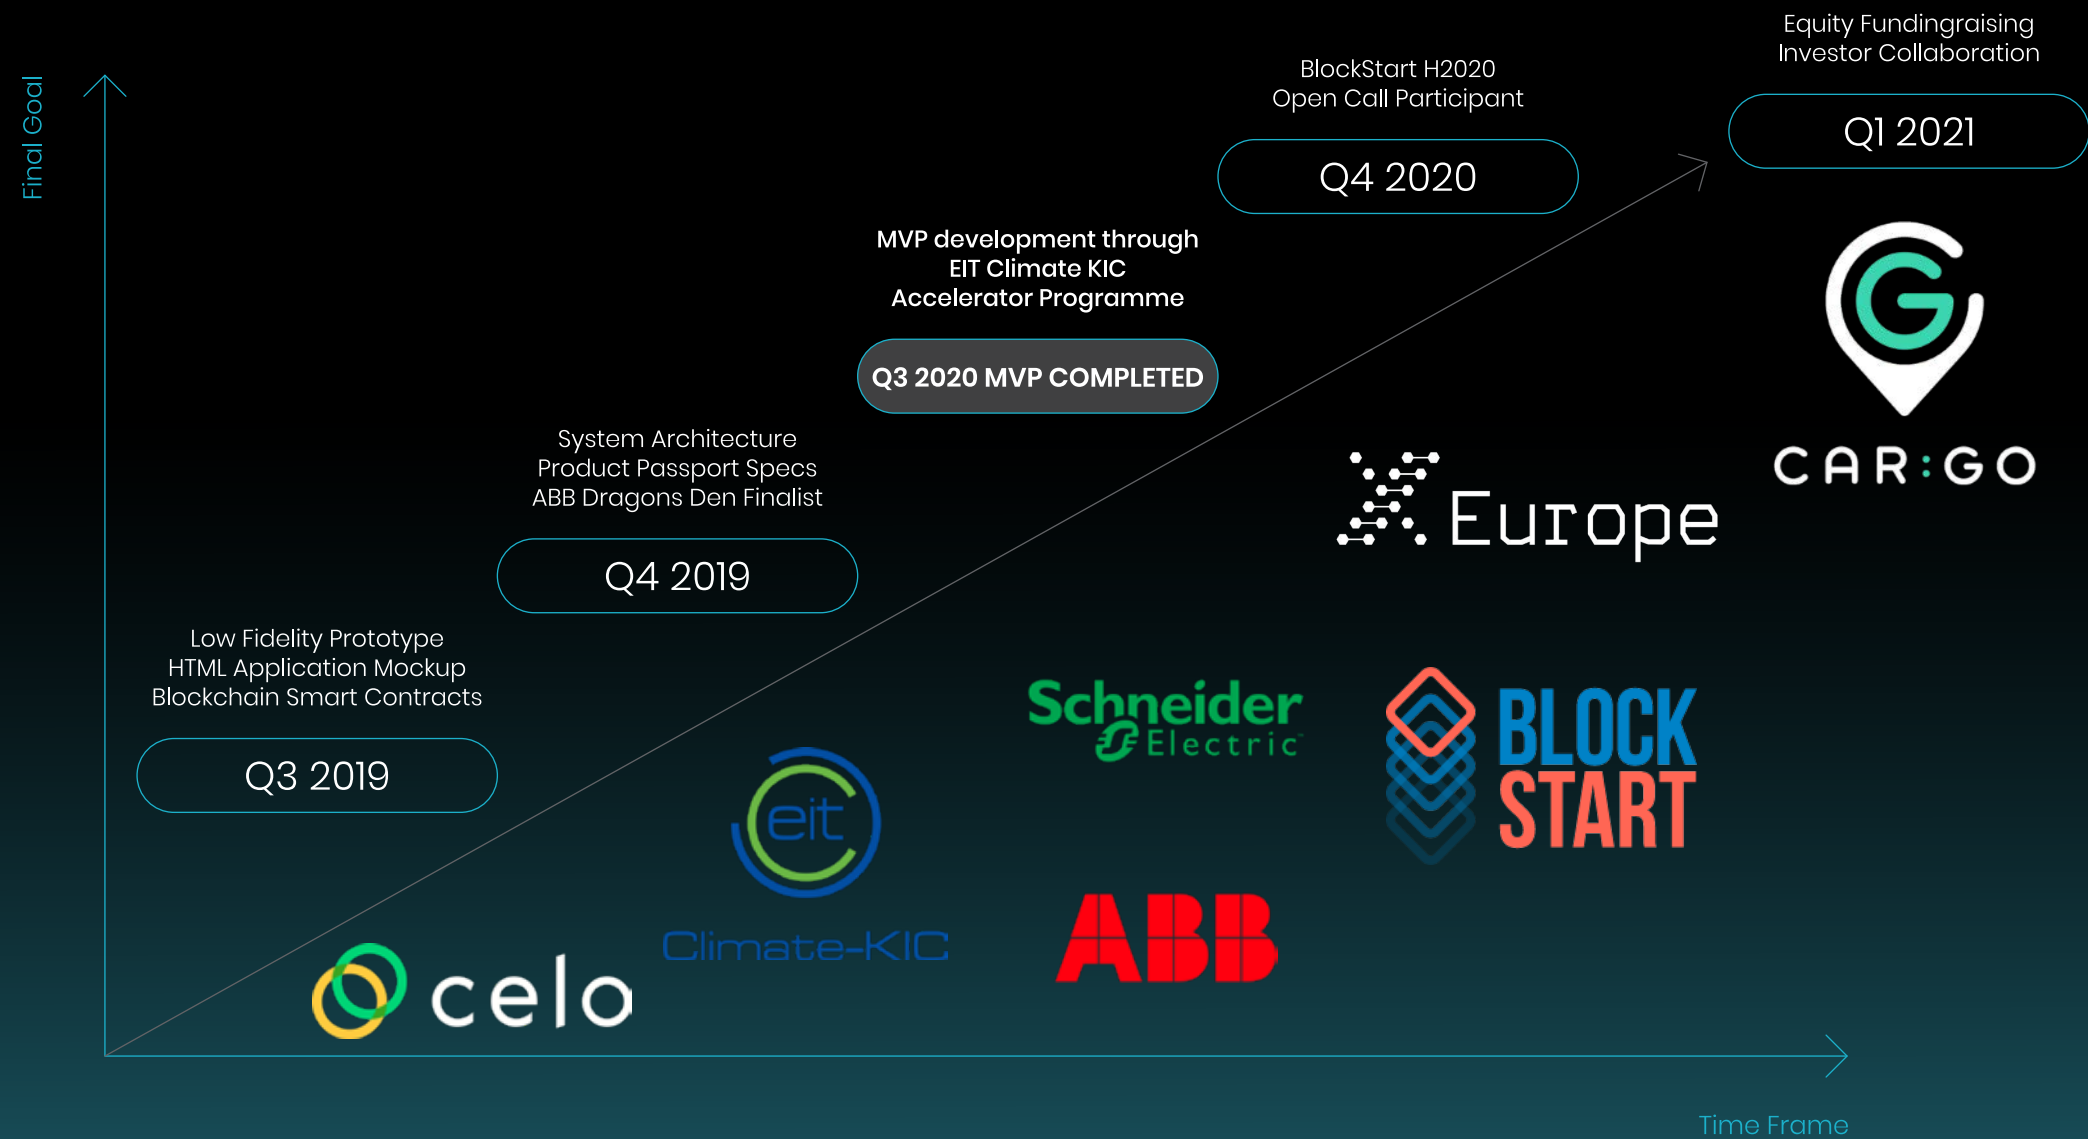 Final Goal
Equity Fundingraising
Investor Collaboration
Q1 2021
BlockStart H2020
Open Call Participant
Q4 2020
MVP development through
EIT Climate KIC
Accelerator Programme
Q3 2020 MVP COMPLETED
System Architecture
Product Passport Specs
ABB Dragons Den Finalist
Q4 2019
Low Fidelity Prototype
HTML Application Mockup
Blockchain Smart Contracts
Q3 2019
CG
CAR:GO
X Europe
Schneider
Electric
BLOCK
START
eit
Climate-KIC
ABB
celo
Time Frame